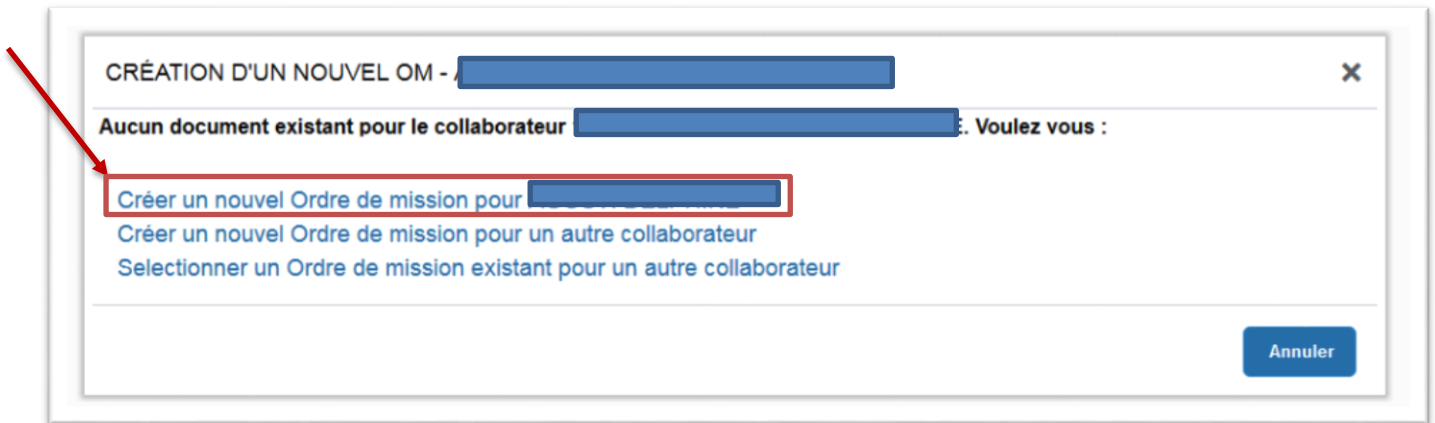 CRÉATION D'UN NOUVEL OM -
Aucun document existant pour le collaborateur . Voulez vous :
Créer un nouvel Ordre de mission pour
Créer un nouvel Ordre de mission pour un autre collaborateur
Selectionner un Ordre de mission existant pour un autre collaborateur
Annuler